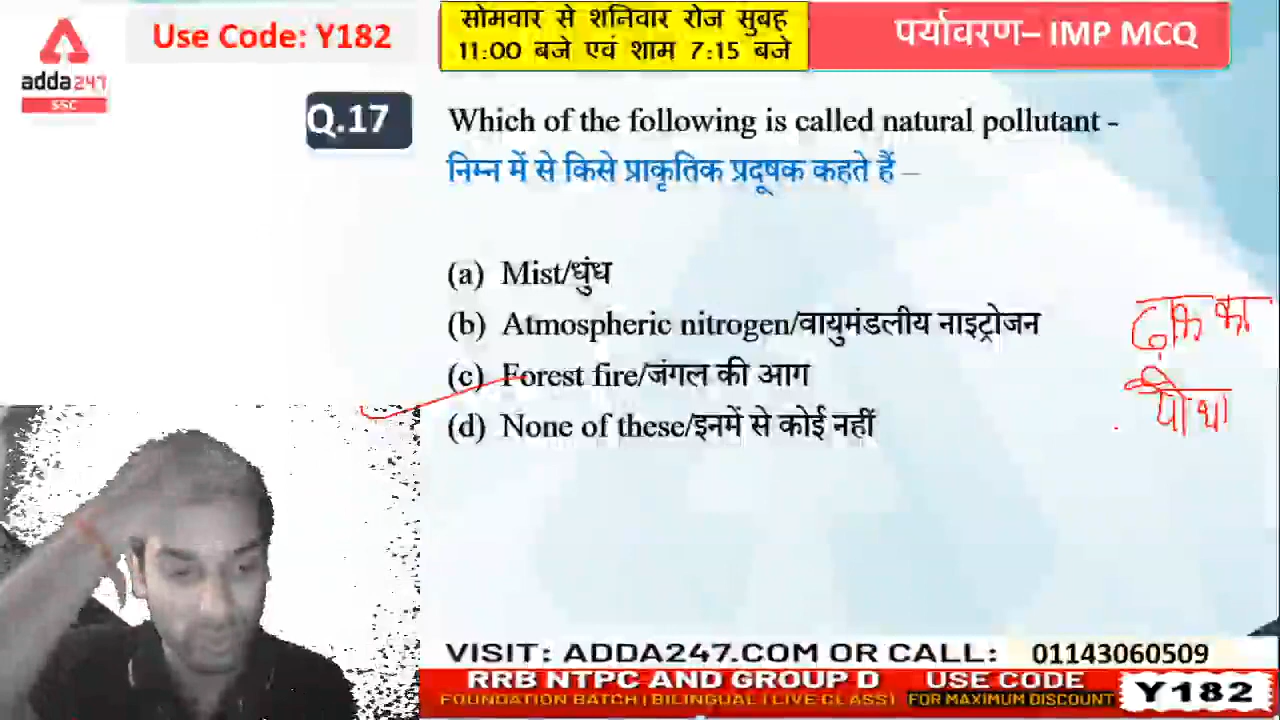 Use Code: Y182
सोमवार से शनिवार रोज सुबह
11:00 बजे एवं शाम 7:15 बजे
पर्यावरण– IMP MCQ
adda247
SSC
Q.17
Which of the following is called natural pollutant -
निम्न में से किसे प्राकृतिक प्रदूषक कहते हैं –
(a) Mist/धुंध
(b) Atmospheric nitrogen/वायुमंडलीय नाइट्रोजन
(c) Forest fire/जंगल की आग
(d) None of these/इनमें से कोई नहीं
का
VISIT: ADDA247.COM OR CALL: 01143060509
RRB NTPC AND GROUP D
FOUNDATION BATCH | BILINGUAL (LIVE CLASS)
USE CODE
FOR MAXIMUM DISCOUNT
Y182